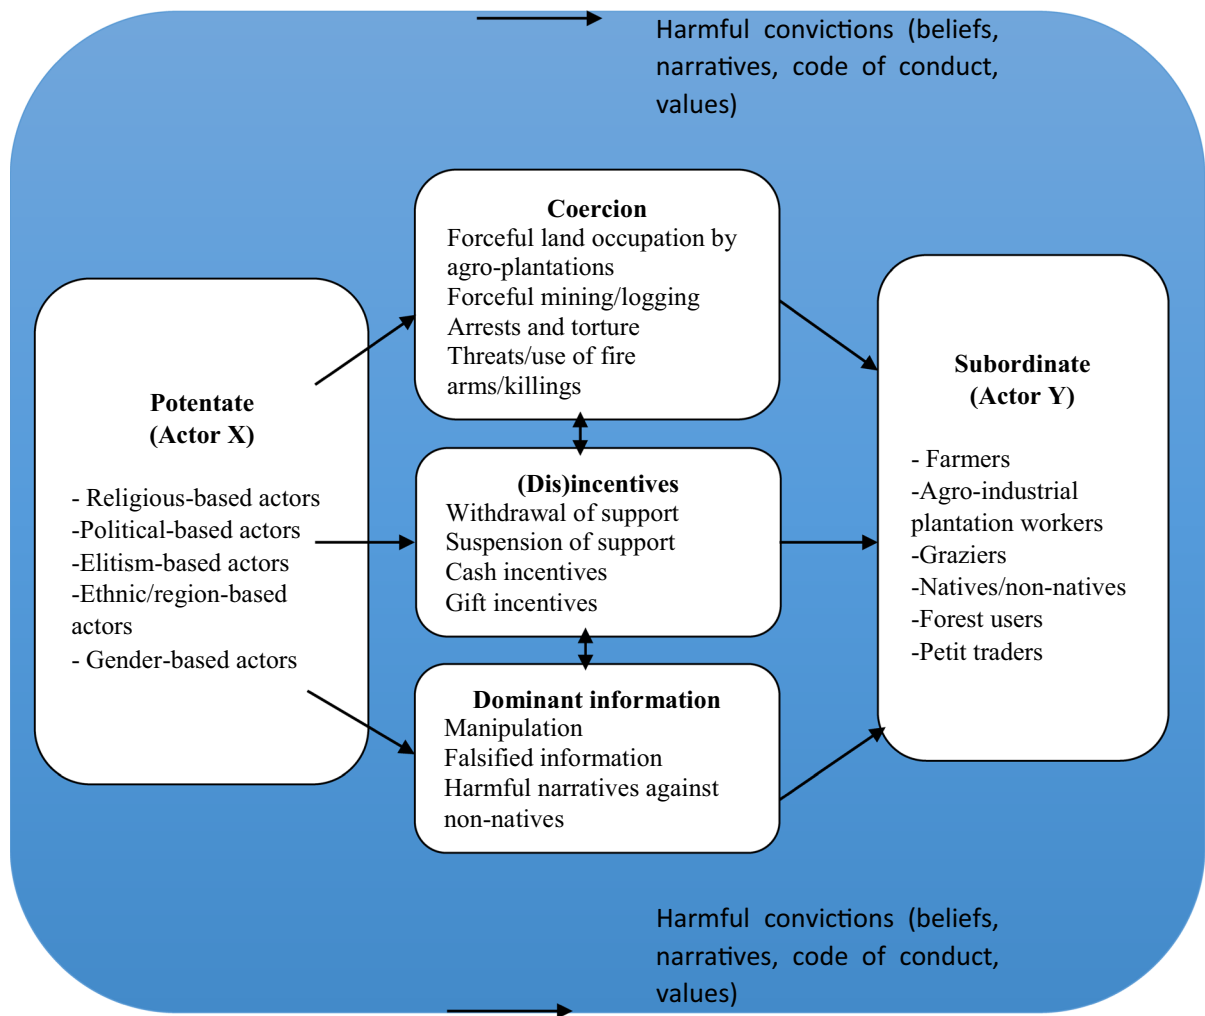 Harmful convictions (beliefs,
narratives, code of conduct,
values)
Potentate
(Actor X)
- Religious-based actors
-Political-based actors
-Elitism-based actors
-Ethnic/region-based
actors
- Gender-based actors
Coercion
Forceful land occupation by
agro-plantations
Forceful mining/logging
Arrests and torture
Threats/use of fire
arms/killings
(Dis)incentives
Withdrawal of support
Suspension of support
Cash incentives
Gift incentives
Dominant information
Manipulation
Falsified information
Harmful narratives against
non-natives
Subordinate
(Actor Y)
- Farmers
-Agro-industrial
plantation workers
-Graziers
-Natives/non-natives
-Forest users
-Petit traders
Harmful convictions (beliefs,
narratives, code of conduct,
values)